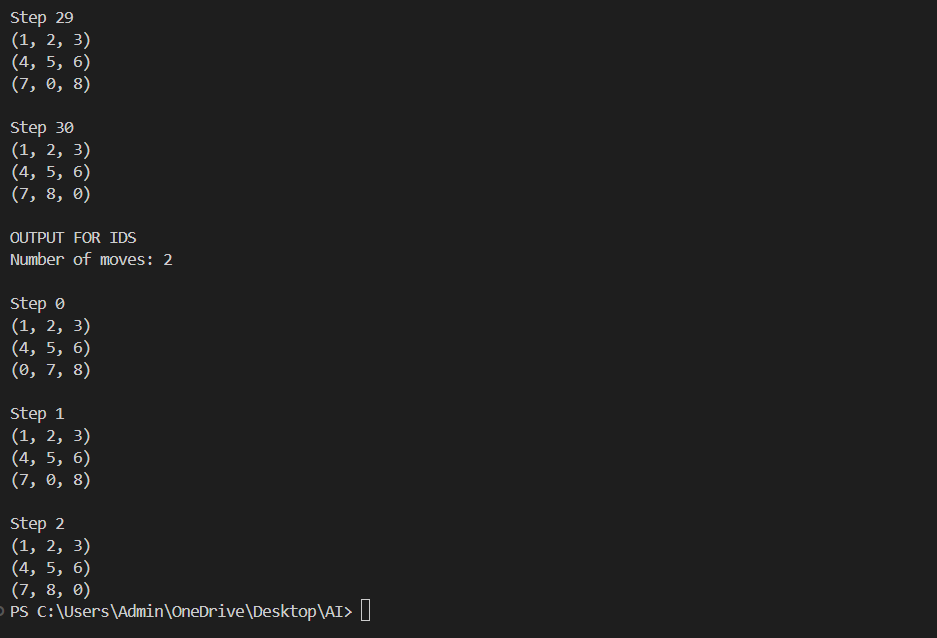 Step 29
(1, 2, 3)
(4, 5, 6)
(7, 0, 8)
Step 30
(1, 2, 3)
(4, 5, 6)
(7, 8, 0)
OUTPUT FOR IDS
Number of moves: 2
Step 0
(1, 2, 3)
(4, 5, 6)
(0, 7, 8)
Step 1
(1, 2, 3)
(4, 5, 6)
(7, 0, 8)
Step 2
(1, 2, 3)
(4, 5, 6)
(7, 8, 0)
PS C:\Users\Admin\OneDrive\Desktop\AI>